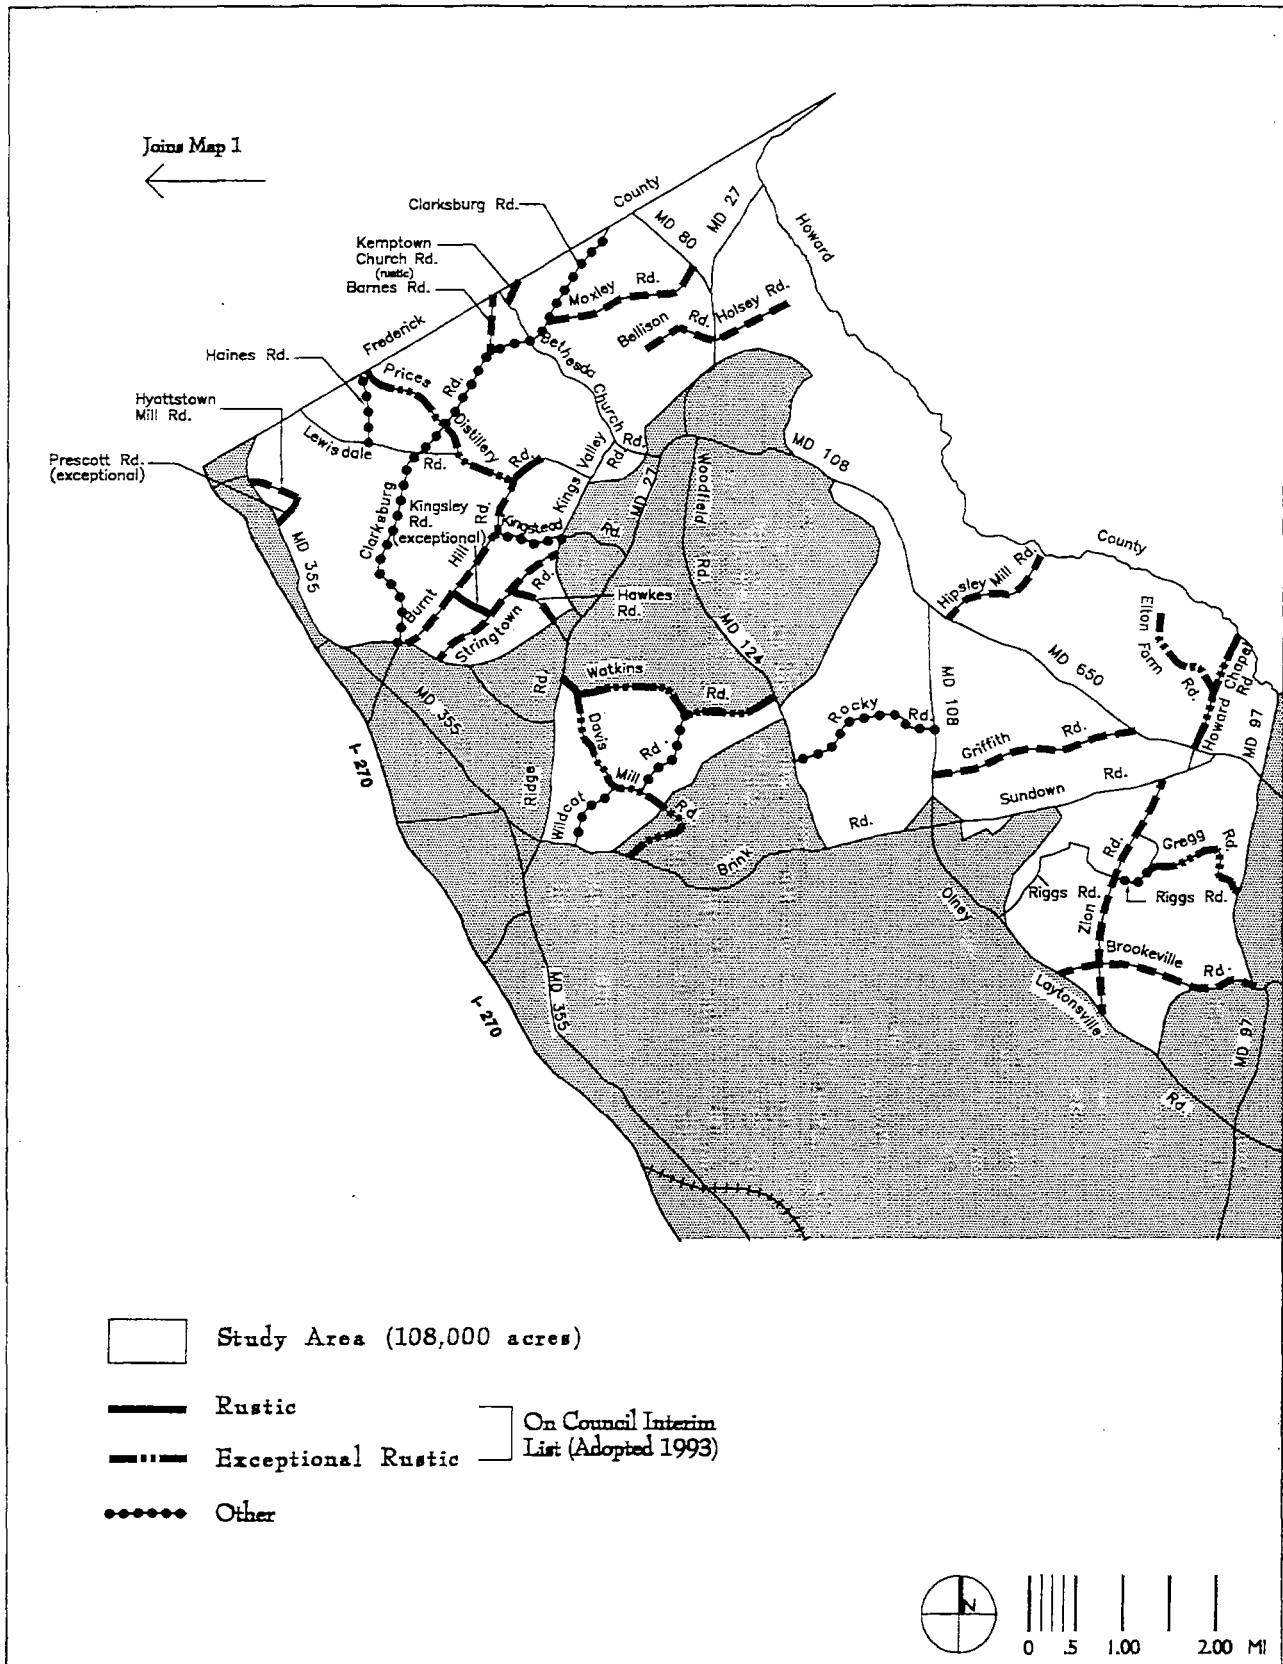 Joins Map 1
Clarksburg Rd.
County
MD 80
MD 27
Howard
Kemptown
Church Rd.
(rustic)
Barnes Rd.
Moxley Rd.
Bellison Rd.
Holsey Rd.
Frederick
Haines Rd.
Prices
Distillery Rd.
Rd.
Bethesda Church Rd.
Hyattstown
Mill Rd.
Lewisdale Rd.
Prescott Rd.
(exceptional)
Kings Valley Rd.
MD 27
Woodfield Rd.
MD 108
MD 355
Clarksburg
Kingsley
Rd.
(exceptional)
Kingstead Rd.
Burnt Hill Rd.
Stringtown Rd.
Hawkes
Rd.
County
Hipsley Mill Rd.
Elton Farm Rd.
Howard Chapel Rd.
MD 124
MD 650
MD 97
MD 108
Watkins Rd.
Davis Mill Rd
Rocky Rd.
Griffith Rd.
MD 355
I-270
Ridge Rd.
Wildcat Rd.
Sundown Rd.
Brink Rd.
Gregg Rd
Riggs Rd.
Riggs Rd.
Zion Rd.
Olney
Laytonsville
Rd.
Brookeville Rd.
MD 97
MD 355
I-270
Study Area (108,000 acres)
Rustic
Exceptional Rustic
On Council Interim
List (Adopted 1993)
Other
N
0 .5 1.00 2.00 MI